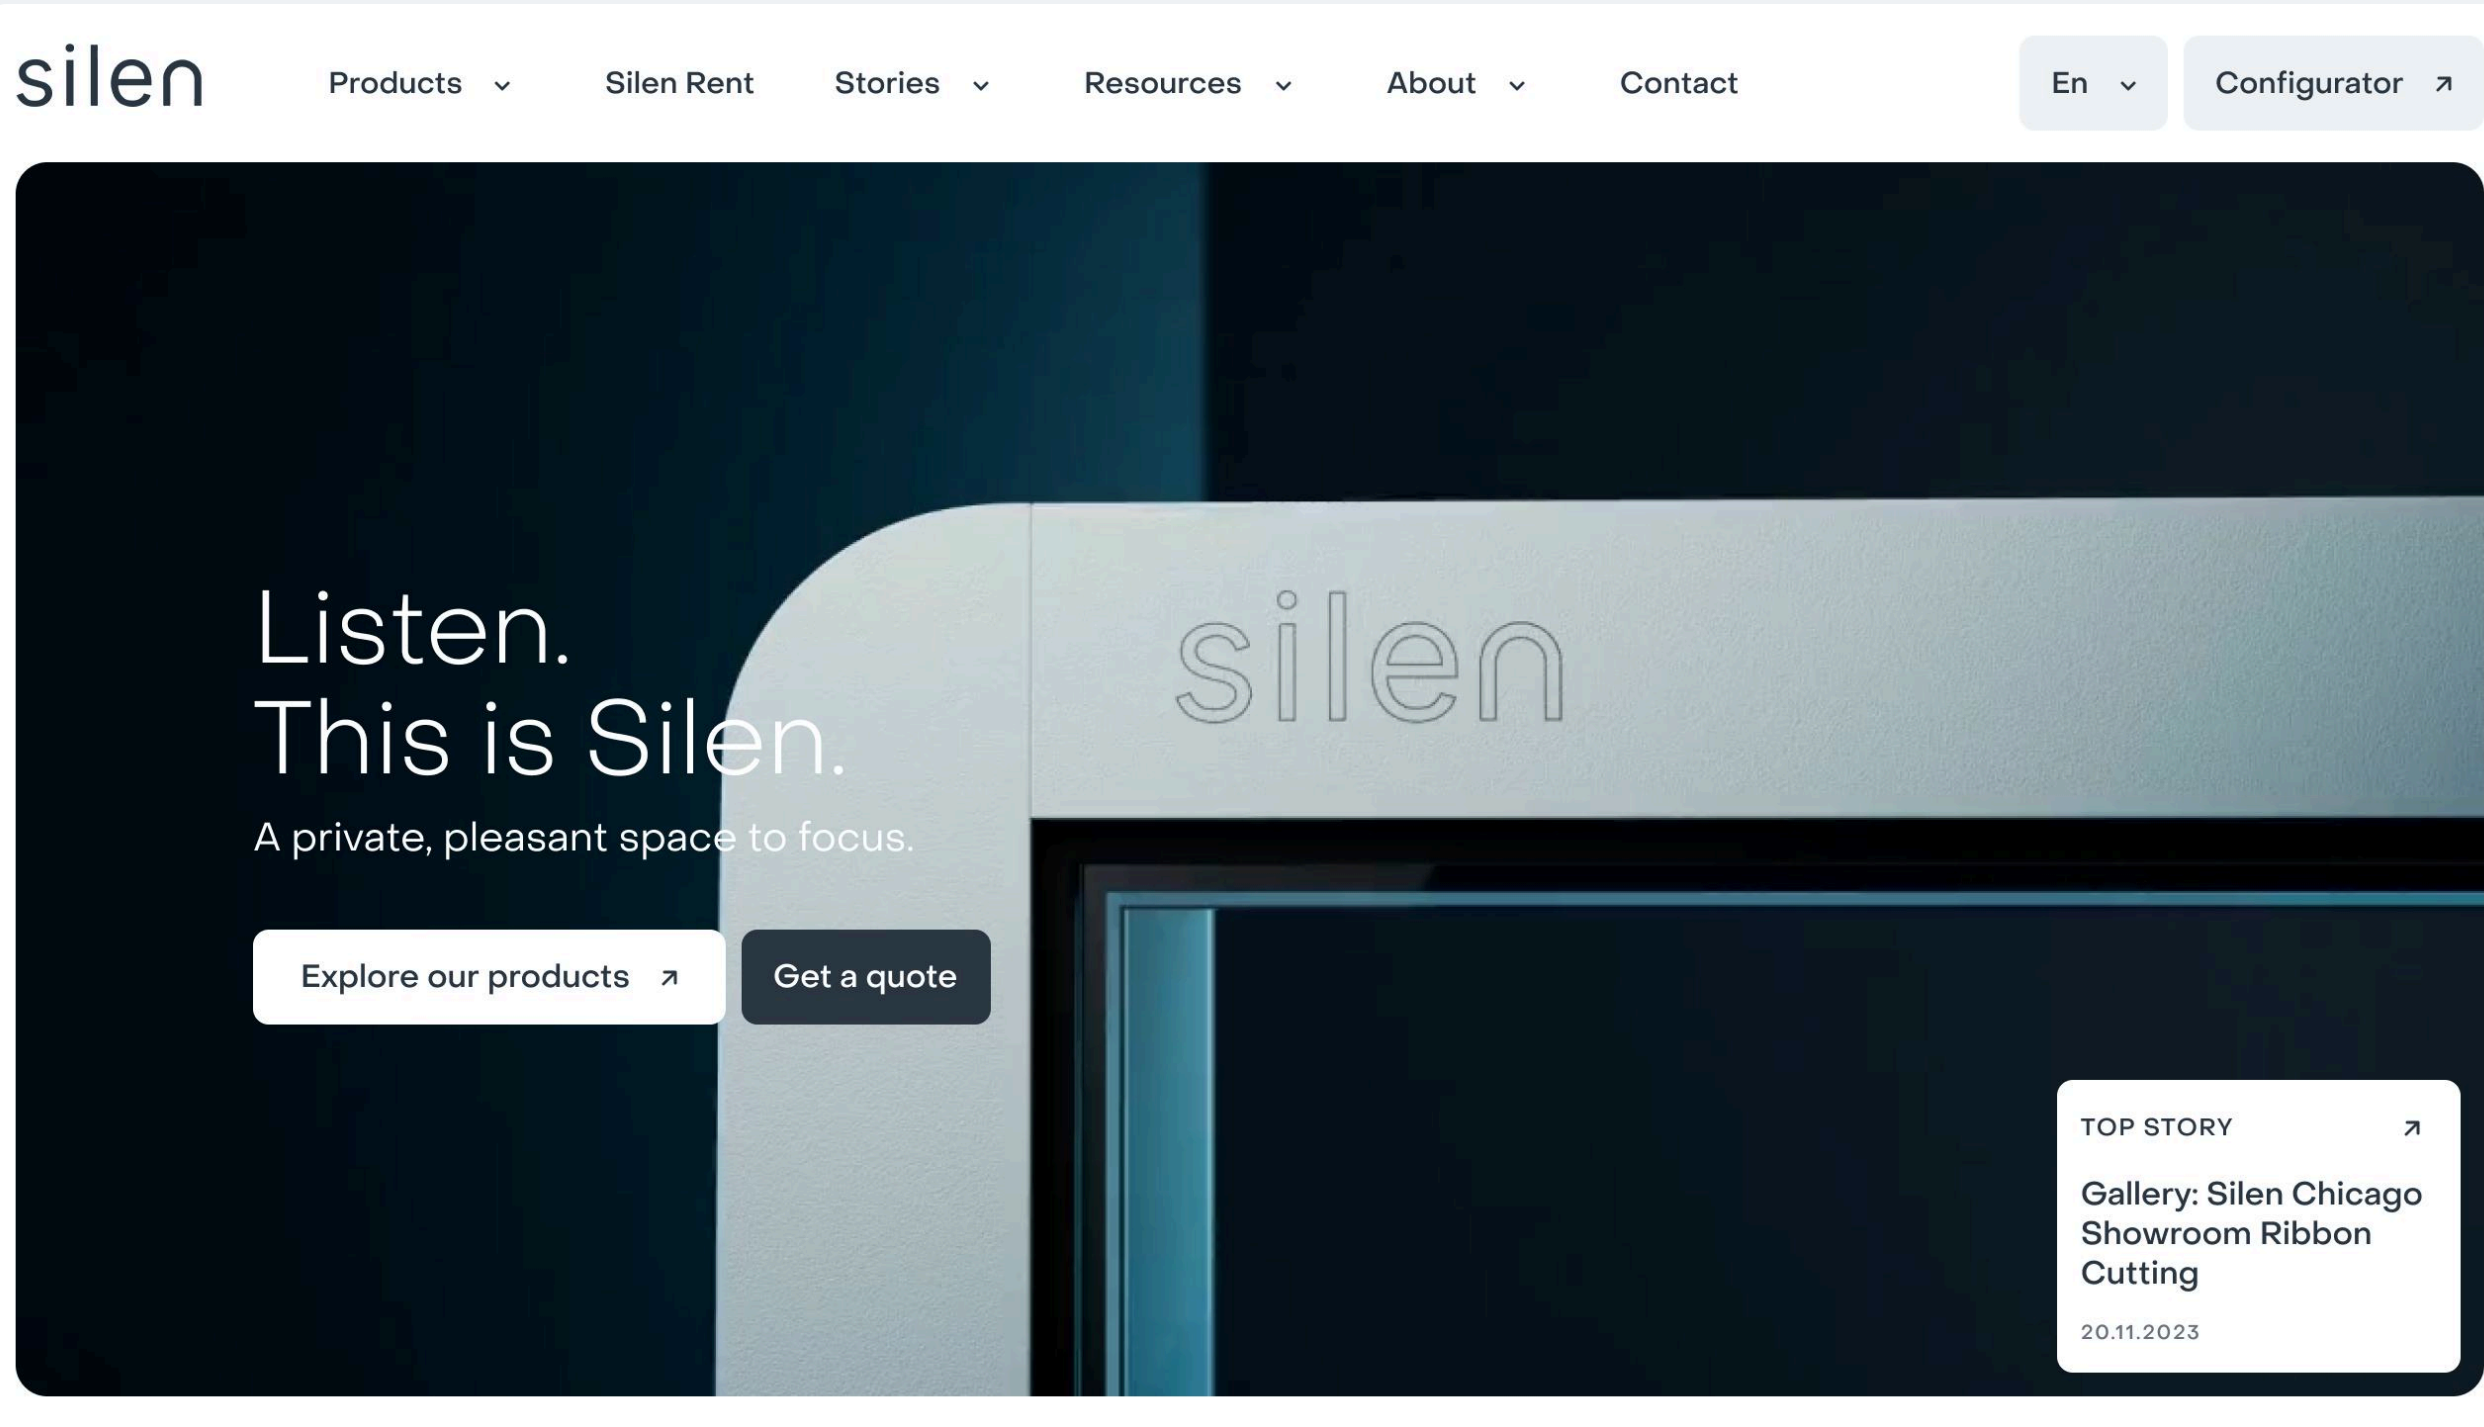 silen
Products
Silen Rent
Stories
Resources
About
Contact
En
Configurator
silen
Listen.
This is Silen.
A private, pleasant space to focus.
Explore our products
Get a quote
TOP STORY
Gallery: Silen Chicago
Showroom Ribbon
Cutting
20.11.2023